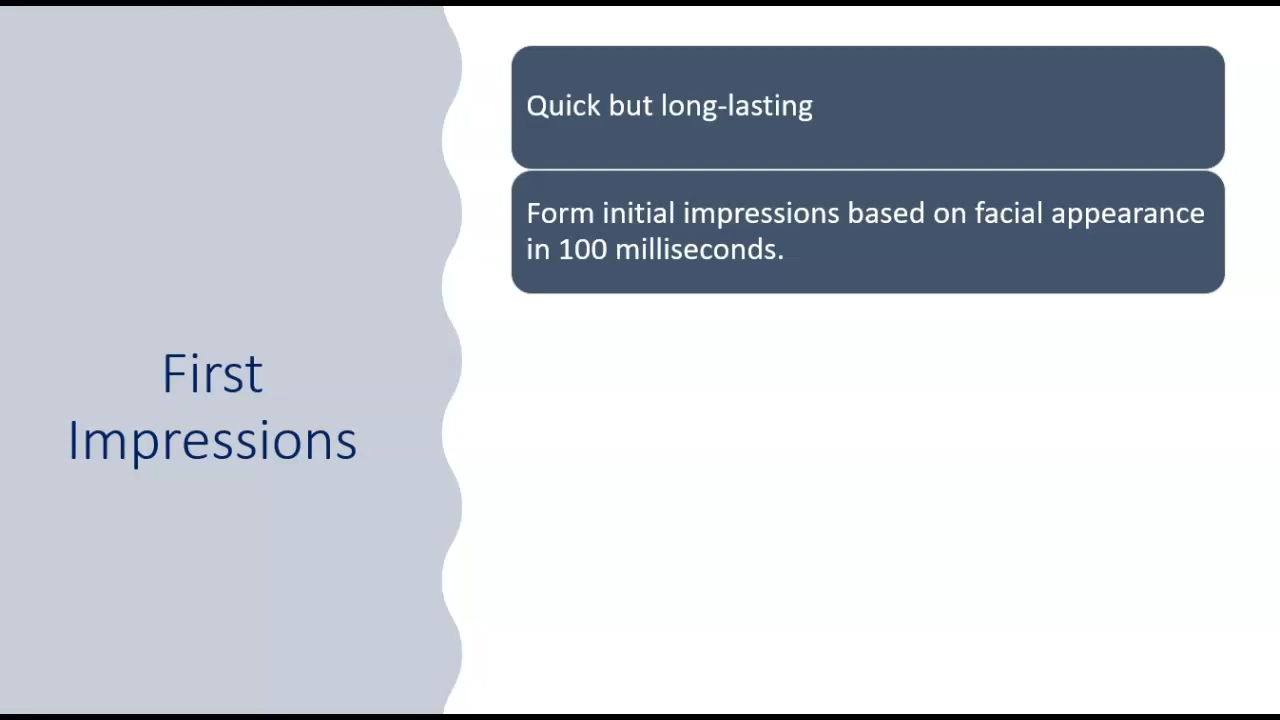 First
Impressions
Quick but long-lasting
Form initial impressions based on facial appearance
in 100 milliseconds.